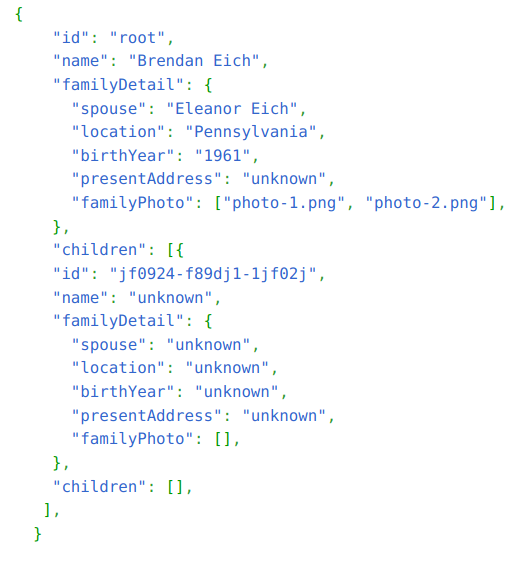 {
"id": "root",
"name": "Brendan Eich",
"familyDetail": {
"spouse": "Eleanor Eich",
"location": "Pennsylvania",
"birthYear": "1961",
"presentAddress": "unknown",
"familyPhoto": ["photo-1.png", "photo-2.png"],
},
"children": [{
"id": "jf0924-f89dj1-1jf02j",
"name": "unknown",
"familyDetail": {
"spouse": "unknown",
"location": "unknown",
"birthYear": "unknown",
"presentAddress": "unknown",
"familyPhoto": [],
},
"children": [],
],
}